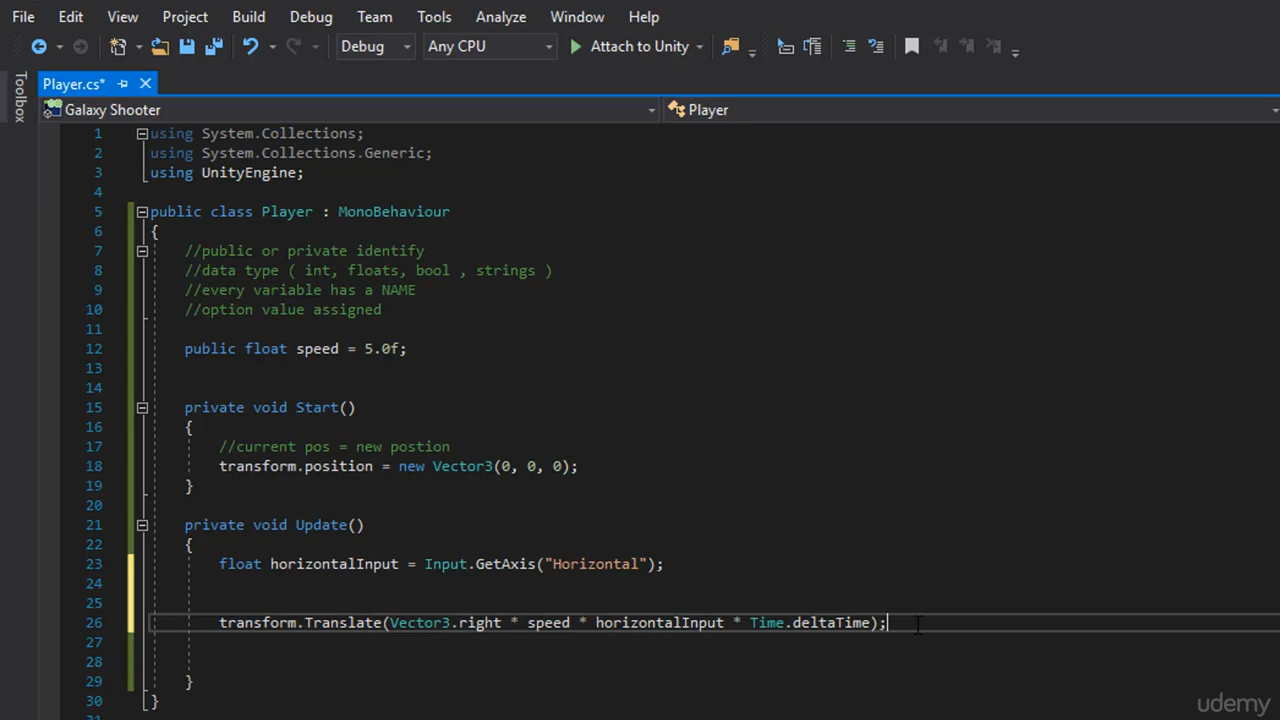 File Edit View Project Build Debug Team Tools Analyze Window Help
Debug Any CPU Attach to Unity
Toolbox
Player.cs*
Galaxy Shooter Player
1 using System.Collections;
2 using System.Collections.Generic;
3 using UnityEngine;
4
5 public class Player : MonoBehaviour
6 {
7 //public or private identify
8 //data type ( int, floats, bool , strings )
9 //every variable has a NAME
10 //option value assigned
11
12 public float speed = 5.0f;
13
14
15 private void Start()
16 {
17 //current pos = new postion
18 transform.position = new Vector3(0, 0, 0);
19 }
20
21 private void Update()
22 {
23 float horizontalInput = Input.GetAxis("Horizontal");
24
25
26 transform.Translate(Vector3.right * speed * horizontalInput * Time.deltaTime);
27
28
29 }
30 }
31
udemy